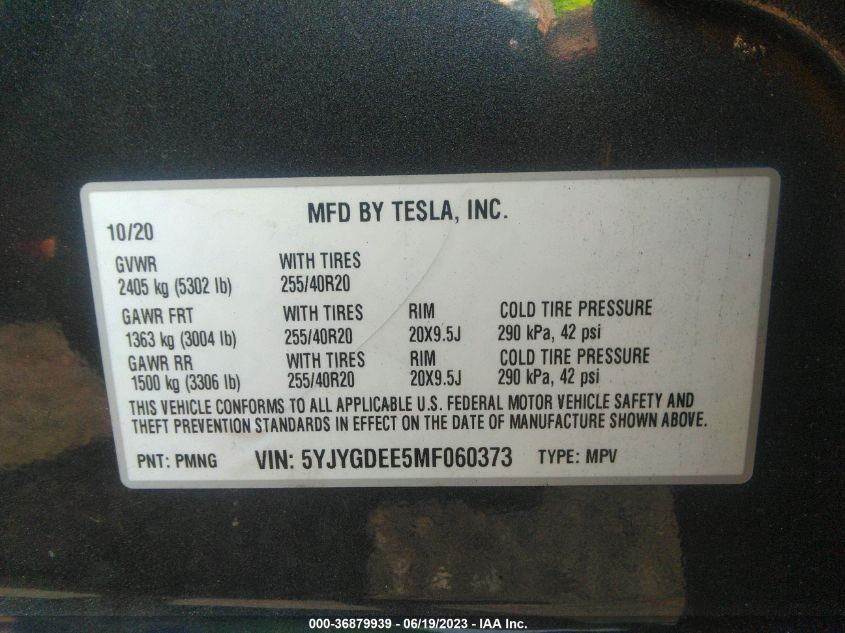 MFD BY TESLA, INC.
10/20
GVWR WITH TIRES
2405 kg (5302 lb) 255/40R20
GAWR FRT WITH TIRES RIM COLD TIRE PRESSURE
1363 kg (3004 lb) 255/40R20 20X9.5J 290 kPa, 42 psi
GAWR RR WITH TIRES RIM COLD TIRE PRESSURE
1500 kg (3306 lb) 255/40R20 20X9.5J 290 kPa, 42 psi
THIS VEHICLE CONFORMS TO ALL APPLICABLE U.S. FEDERAL MOTOR VEHICLE SAFETY AND
THEFT PREVENTION STANDARDS IN EFFECT ON THE DATE OF MANUFACTURE SHOWN ABOVE.
PNT: PMNG VIN: 5YJYGDEE5MF060373 TYPE: MPV
000-36879939 - 06/19/2023 - IAA Inc.